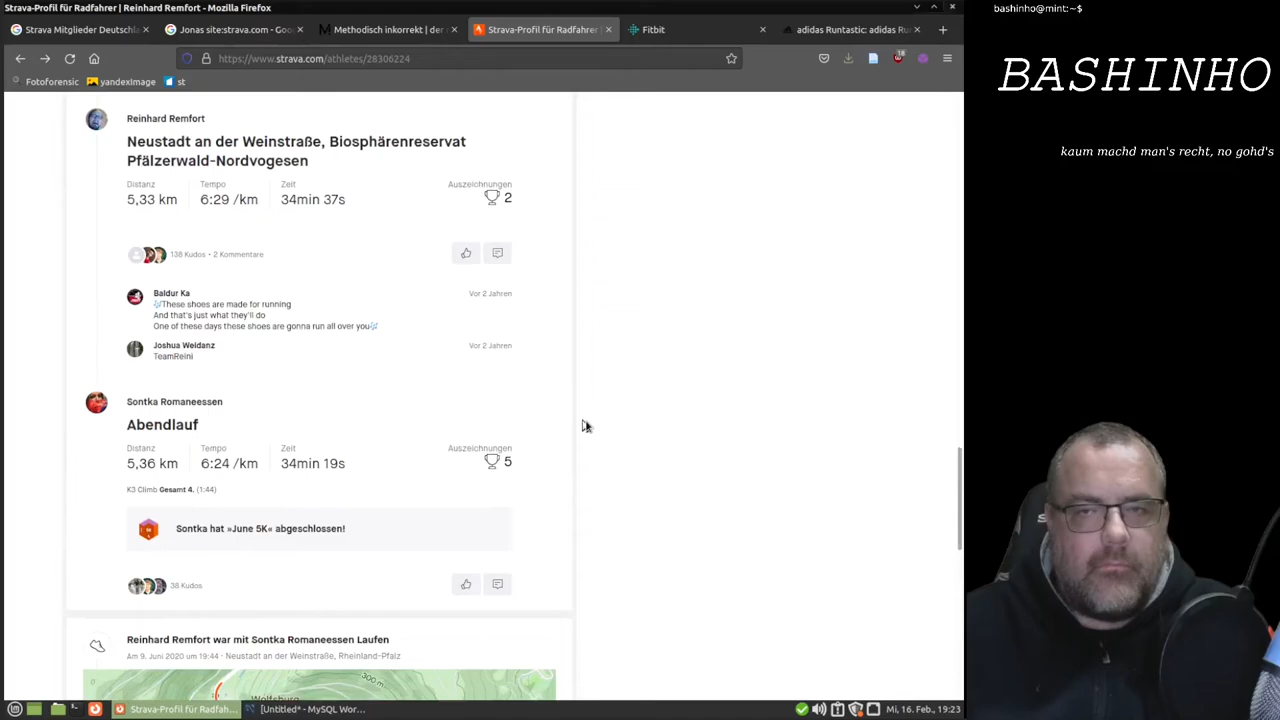 Strava-Profil für Radfahrer | Reinhard Remfort - Mozilla Firefox
bashinho@mint:~$
Strava Mitglieder Deutschla
Jonas site:strava.com - Goo
Methodisch inkorrekt | der
Strava-Profil für Radfahrer
Fitbit
adidas Runtastic: adidas Run
https://www.strava.com/athletes/28306224
18
Fotoforensic
yandexImage
st
BASHINHO
kaum machd man's recht, no gohd's
Reinhard Remfort
Neustadt an der Weinstraße, Biosphärenreservat
Pfälzerwald-Nordvogesen
Distanz Tempo Zeit Auszeichnungen
5,33 km 6:29 /km 34min 37s 2
138 Kudos • 2 Kommentare
Baldur Ka Vor 2 Jahren
🎶These shoes are made for running
And that's just what they'll do
One of these days these shoes are gonna run all over you🎶
Joshua Weidanz Vor 2 Jahren
TeamReini
Sontka Romaneessen
Abendlauf
Distanz Tempo Zeit Auszeichnungen
5,36 km 6:24 /km 34min 19s 5
K3 Climb Gesamt 4. (1:44)
Sontka hat »June 5K« abgeschlossen!
38 Kudos
Reinhard Remfort war mit Sontka Romaneessen Laufen
Am 9. Juni 2020 um 19:44 · Neustadt an der Weinstraße, Rheinland-Pfalz
300 m
Wolfsburg
Strava-Profil für Radfah...
[Untitled* - MySQL Wor...
Mi, 16. Feb., 19:23